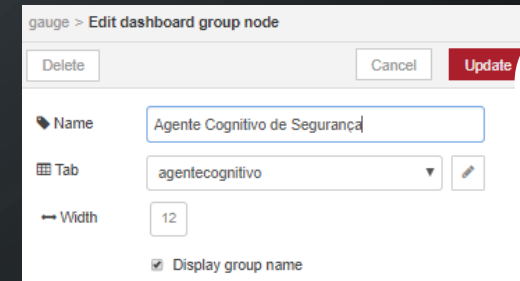 gauge > Edit dashboard group node
Delete Cancel Update
Name Agente Cognitivo de Segurança
Tab agentecognitivo
Width 12
Display group name